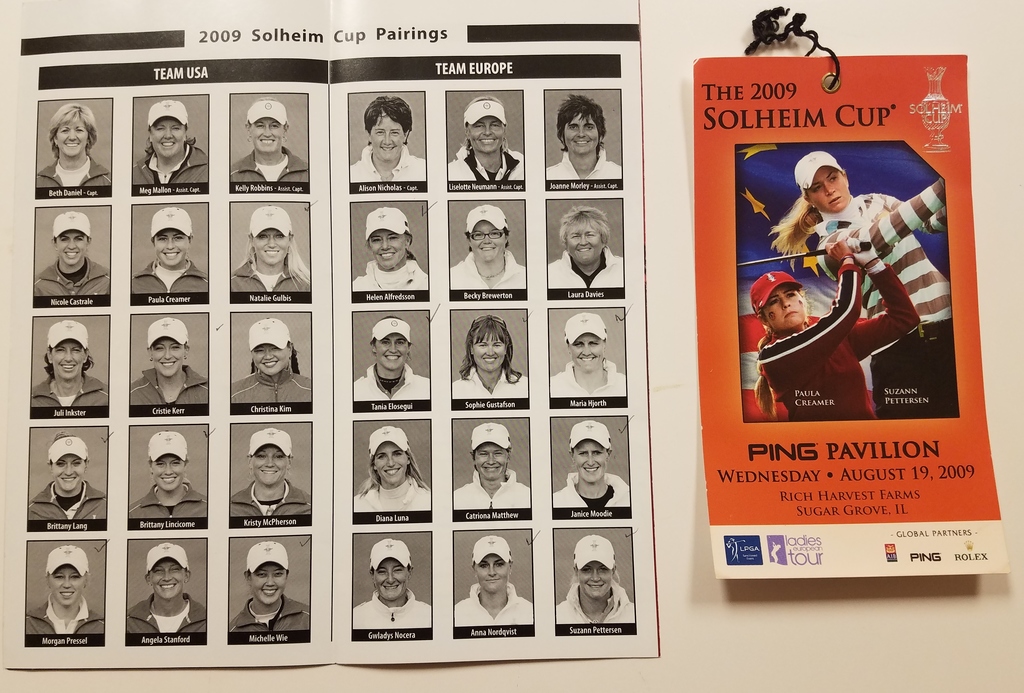 2009 Solheim Cup Pairings
TEAM USA
TEAM EUROPE
Beth Daniel - Capt.
Meg Mallon - Assist. Capt.
Kelly Robbins - Assist. Capt.
Alison Nicholas - Capt.
Liselotte Neumann - Assist. Capt.
Joanne Morley - Assist. Capt.
Nicole Castrale
Paula Creamer
Natalie Gulbis
Helen Alfredsson
Becky Brewerton
Laura Davies
Juli Inkster
Cristie Kerr
Christina Kim
Tania Elosegui
Sophie Gustafson
Maria Hjorth
Brittany Lang
Brittany Lincicome
Kristy McPherson
Diana Luna
Catriona Matthew
Janice Moodie
Morgan Pressel
Angela Stanford
Michelle Wie
Gwladys Nocera
Anna Nordqvist
Suzann Pettersen
THE 2009
SOLHEIM CUP®
SOLHEIM
CUP
PAULA
CREAMER
SUZANN
PETTERSEN
PING PAVILION
WEDNESDAY • AUGUST 19, 2009
RICH HARVEST FARMS
SUGAR GROVE, IL
LPGA
ladies
european
tour
- GLOBAL PARTNERS -
PING
ROLEX